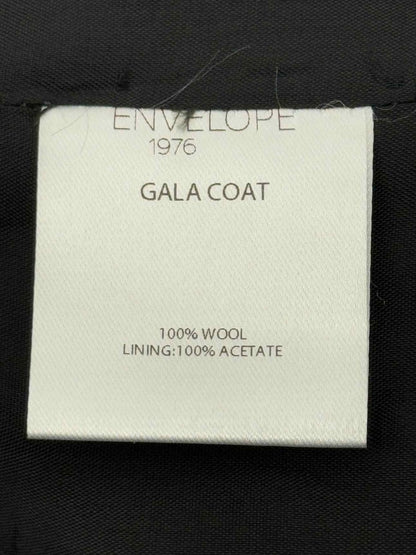 ENVELOPE
1976
GALA COAT
100% WOOL
LINING:100% ACETATE